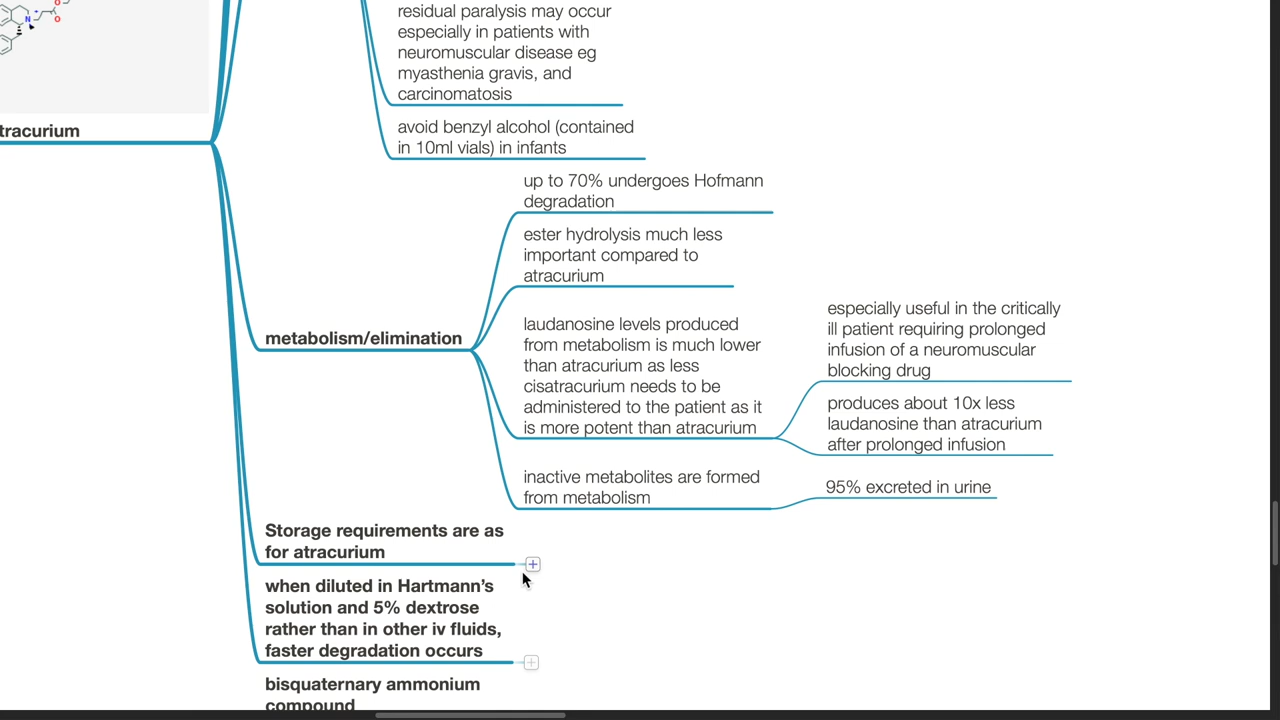 residual paralysis may occur
especially in patients with
neuromuscular disease eg
myasthenia gravis, and
carcinomatosis
tracurium
avoid benzyl alcohol (contained
in 10ml vials) in infants
up to 70% undergoes Hofmann
degradation
ester hydrolysis much less
important compared to
atracurium
metabolism/elimination
laudanosine levels produced
from metabolism is much lower
than atracurium as less
cisatracurium needs to be
administered to the patient as it
is more potent than atracurium
especially useful in the critically
ill patient requiring prolonged
infusion of a neuromuscular
blocking drug
produces about 10x less
laudanosine than atracurium
after prolonged infusion
inactive metabolites are formed
from metabolism
95% excreted in urine
Storage requirements are as
for atracurium
when diluted in Hartmann’s
solution and 5% dextrose
rather than in other iv fluids,
faster degradation occurs
bisquaternary ammonium
compound